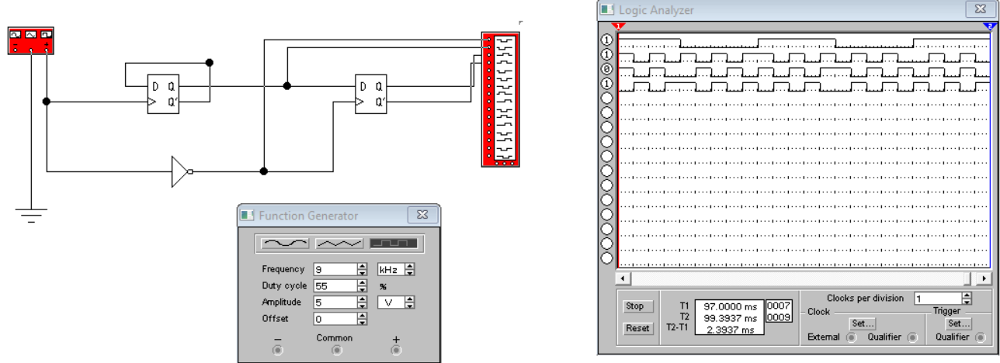 Logic Analyzer
1
2
1
1
0
1
D Q
Q'
D Q
Q'
− +
Function Generator
Frequency 9 kHz
Duty cycle 55 %
Amplitude 5 V
Offset 0
− Common +
Stop
Reset
T1 97.0000 ms 0007
T2 99.3937 ms 0009
T2-T1 2.3937 ms
Clocks per division 1
Clock
Set...
External Qualifier
Trigger
Set...
Qualifier